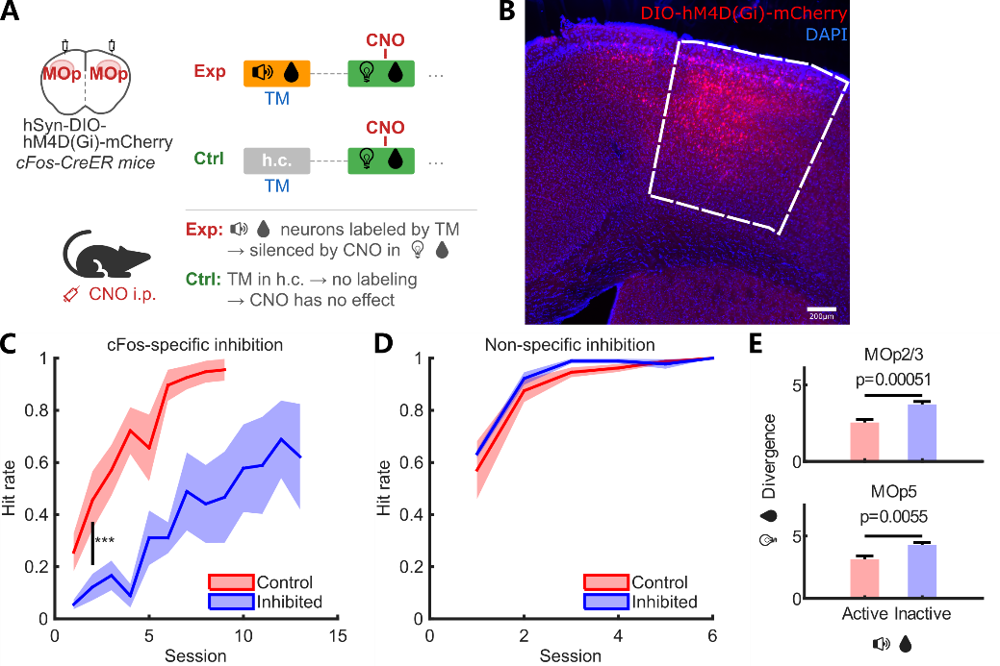 A
MOp MOp
hSyn-DIO-
hM4D(Gi)-mCherry
cFos-CreER mice
CNO i.p.
CNO
Exp
...
TM
CNO
Ctrl h.c. ...
TM
Exp: neurons labeled by TM
→ silenced by CNO in
Ctrl: TM in h.c. → no labeling
→ CNO has no effect
B
DIO-hM4D(Gi)-mCherry
DAPI
200μm
C
cFos-specific inhibition
1
0.8
0.6
0.4
0.2
0
Hit rate
***
Control
Inhibited
0 5 10 15
Session
D
Non-specific inhibition
1
0.8
0.6
0.4
0.2
0
Hit rate
Control
Inhibited
0 2 4 6
Session
E
MOp2/3
p=0.00051
5
0
Divergence
MOp5
p=0.0055
5
0
Active Inactive